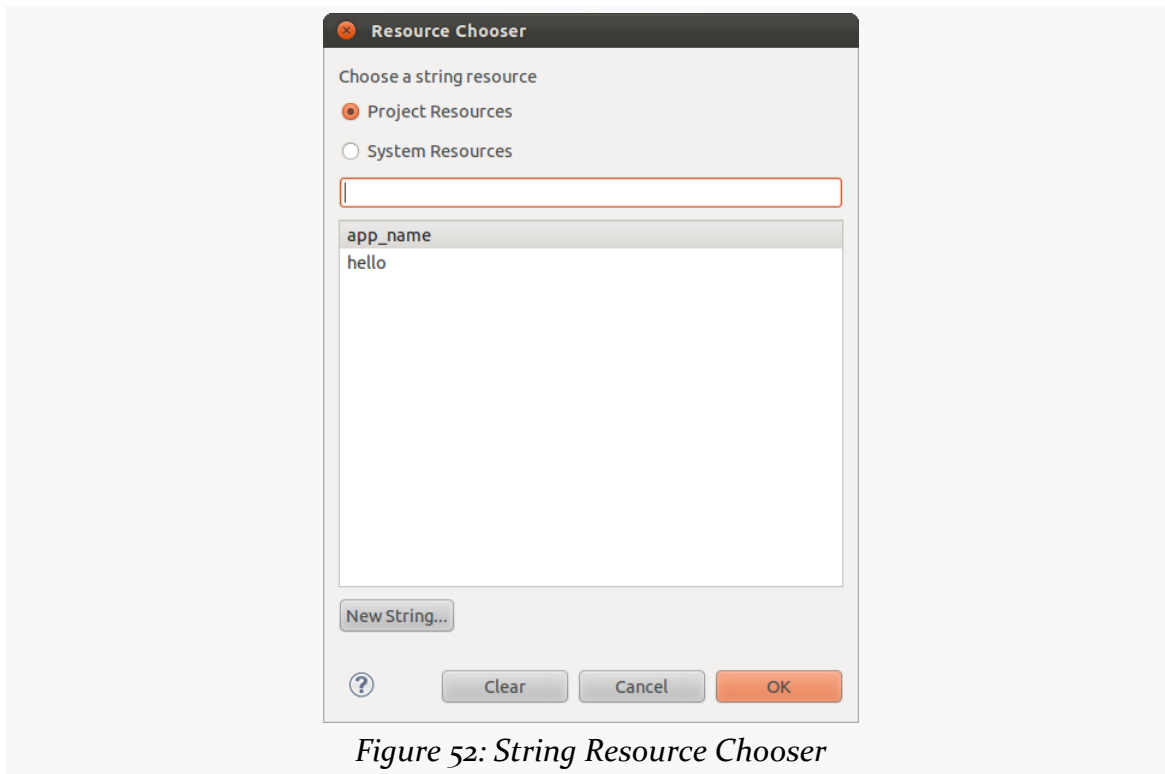 Resource Chooser
Choose a string resource
Project Resources
System Resources
app_name
hello
New String...
? Clear Cancel OK
Figure 52: String Resource Chooser